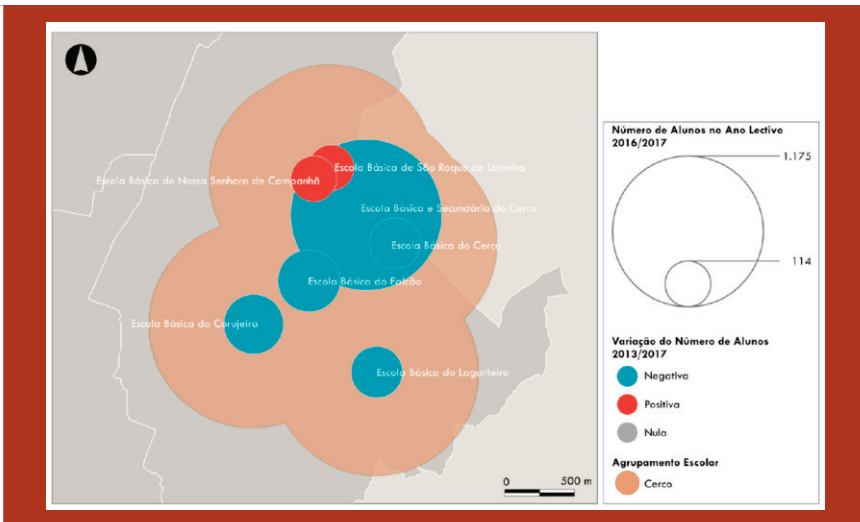 Escola Básica de São Roque da Lameira
Escola Básica de Nossa Senhora de Campanhã
Escola Básica e Secundária do Cerco
Escola Básica do Cerco
Escola Básica do Falcão
Escola Básica da Corujeira
Escola Básica do Lagarteiro
0 500 m
Número de Alunos no Ano Lectivo
2016/2017
1.175
114
Variação do Número de Alunos
2013/2017
Negativa
Positiva
Nula
Agrupamento Escolar
Cerco